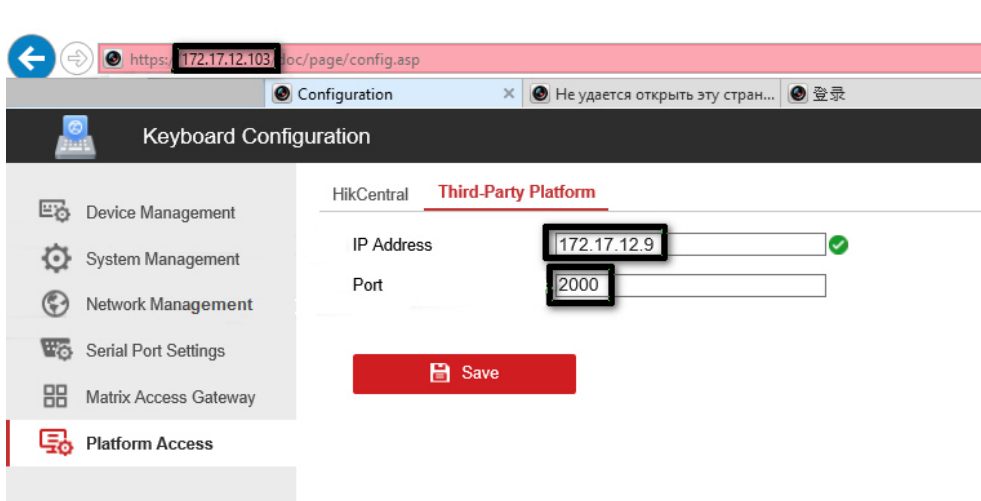 https://172.17.12.103/doc/page/config.asp
Configuration × Не удается открыть эту стран... 登录
Keyboard Configuration
HikCentral Third-Party Platform
Device Management
IP Address 172.17.12.9
System Management
Port 2000
Network Management
Serial Port Settings
Save
Matrix Access Gateway
Platform Access